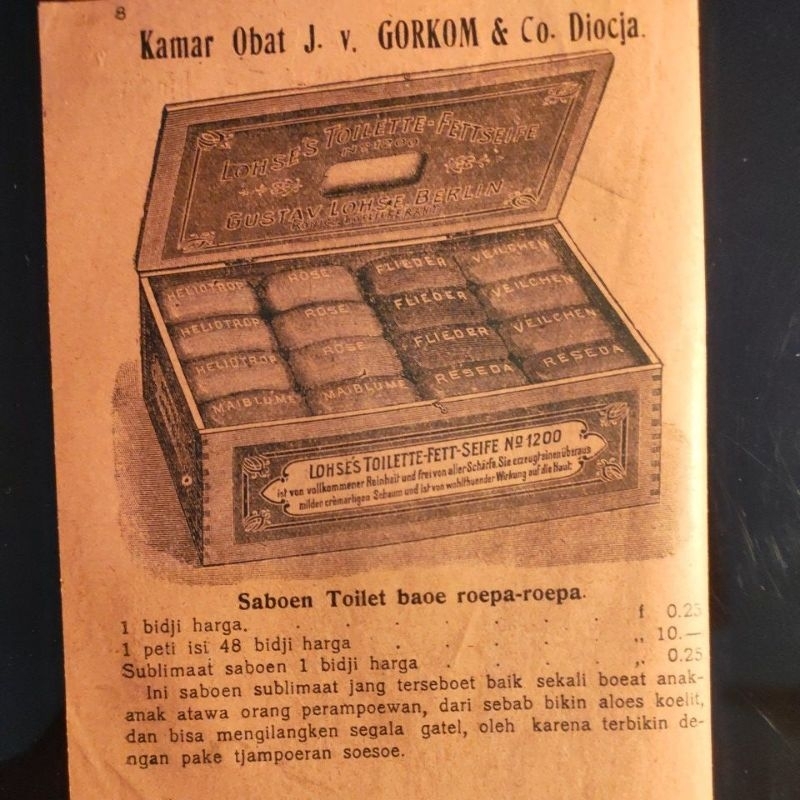 8
Kamar Obat J. v. GORKOM & Co. Djocja.
LOHSE'S TOILETTE-FETTSEIFE
No 1200
GUSTAV LOHSE BERLIN
HELIOTROP ROSE FLIEDER VEILCHEN
HELIOTROP ROSE FLIEDER VEILCHEN
HELIOTROP ROSE FLIEDER VEILCHEN
MAIBLUME MAIBLUME RESEDA RESEDA
LOHSE'S TOILETTE-FETT-SEIFE No 1200
ist von vollkommener Reinheit und frei von aller Schärfe. Sie erzeugt einen überaus
milden crèmartigen Schaum und ist von wohlthuender Wirkung auf die Haut.
Saboen Toilet baoe roepa-roepa.
1 bidji harga. . . . . . . . f 0.25
1 peti isi 48 bidji harga . . . . . „ 10.—
Sublimaat saboen 1 bidji harga . . . . „. 0.25
Ini saboen sublimaat jang terseboet baik sekali boeat anak-
anak atawa orang perampoewan, dari sebab bikin aloes koelit,
dan bisa mengilangken segala gatel, oleh karena terbikin de-
ngan pake tjampoeran soesoe.